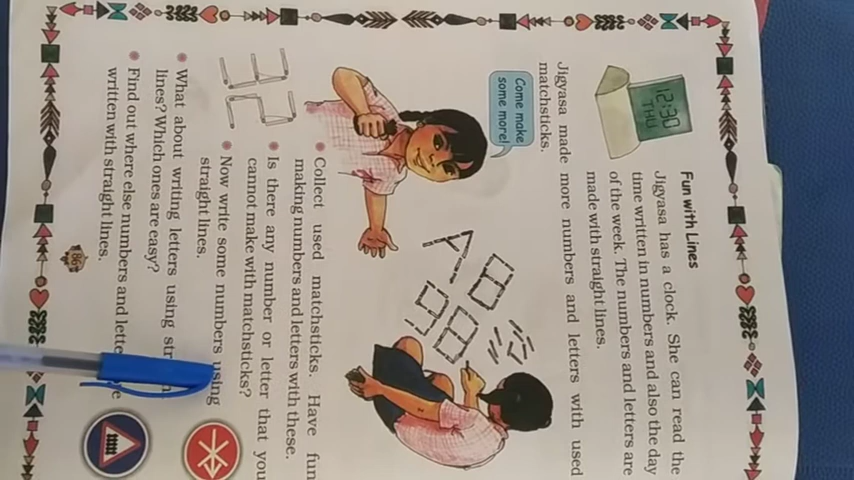 Fun with Lines
Jigyasa has a clock. She can read the
time written in numbers and also the day
of the week. The numbers and letters are
made with straight lines.
12:30
THU
Jigyasa made more numbers and letters with used
matchsticks.
Come make
some more!
A B
98
32
Collect used matchsticks. Have fun
making numbers and letters with these.
Is there any number or letter that you
cannot make with matchsticks?
Now write some numbers using
straight lines.
What about writing letters using
lines? Which ones are easy?
Find out where else numbers and
written with straight lines.
86